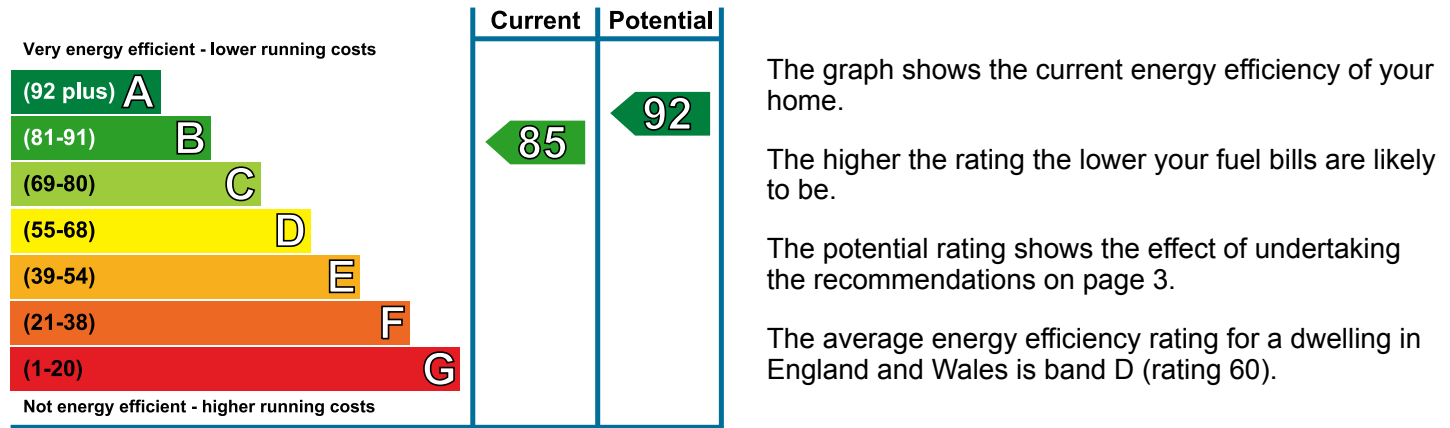 Current Potential
Very energy efficient - lower running costs
(92 plus) A
(81-91) B
(69-80) C
(55-68) D
(39-54) E
(21-38) F
(1-20) G
Not energy efficient - higher running costs
85
92
The graph shows the current energy efficiency of your
home.
The higher the rating the lower your fuel bills are likely
to be.
The potential rating shows the effect of undertaking
the recommendations on page 3.
The average energy efficiency rating for a dwelling in
England and Wales is band D (rating 60).